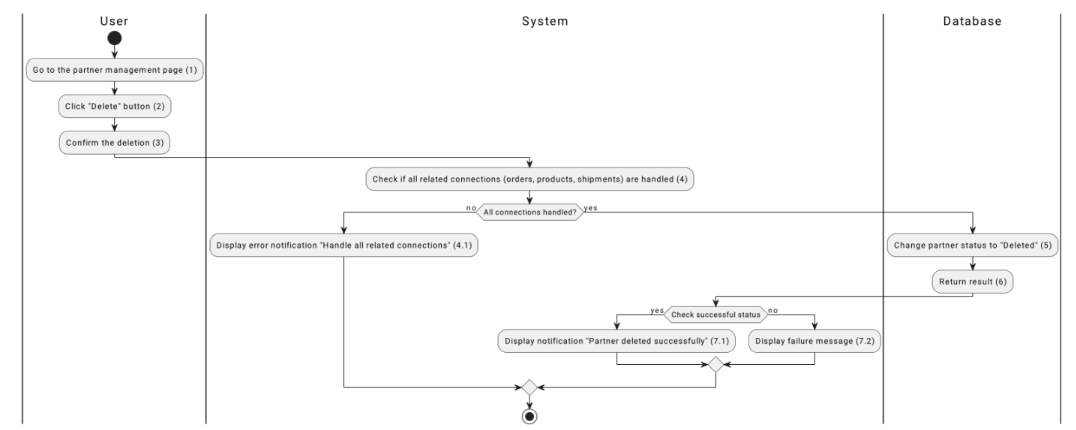 User
System
Database
Go to the partner management page (1)
Click "Delete" button (2)
Confirm the deletion (3)
Check if all related connections (orders, products, shipments) are handled (4)
no
All connections handled?
yes
Display error notification "Handle all related connections" (4.1)
Change partner status to "Deleted" (5)
Return result (6)
yes
Check successful status
no
Display notification "Partner deleted successfully" (7.1)
Display failure message (7.2)